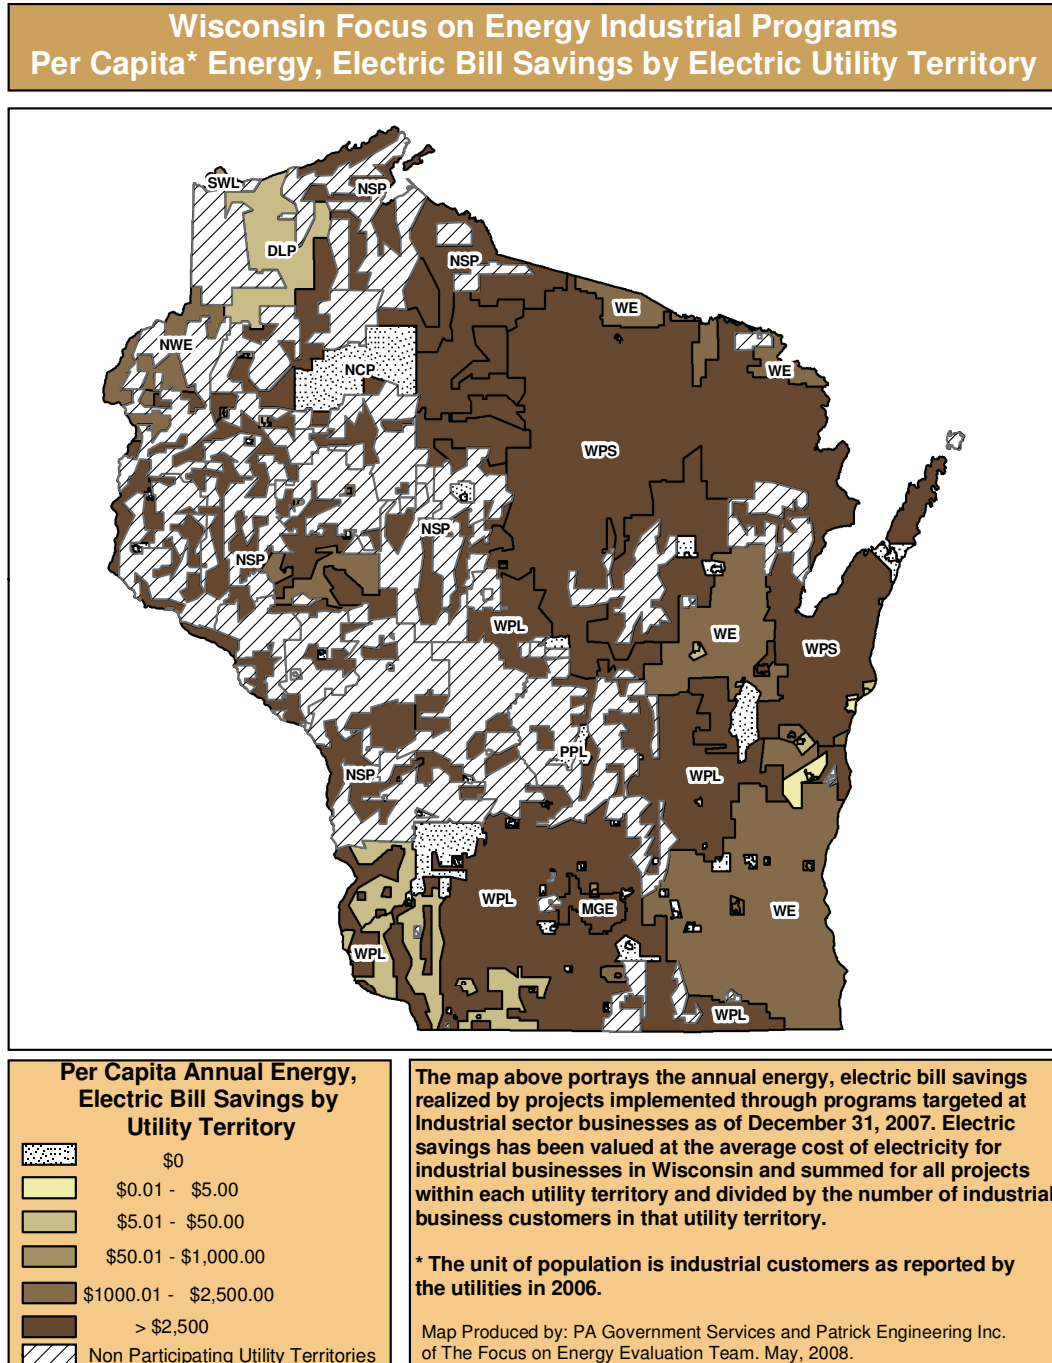 Wisconsin Focus on Energy Industrial Programs
Per Capita* Energy, Electric Bill Savings by Electric Utility Territory
SWL
NSP
DLP
NSP
WE
NWE
NCP
WE
WPS
NSP
NSP
WPL
WE
WPS
PPL
NSP
WPL
WPL
MGE
WE
WPL
WPL
Per Capita Annual Energy,
Electric Bill Savings by
Utility Territory
$0
$0.01 - $5.00
$5.01 - $50.00
$50.01 - $1,000.00
$1000.01 - $2,500.00
> $2,500
Non Participating Utility Territories
The map above portrays the annual energy, electric bill savings
realized by projects implemented through programs targeted at
Industrial sector businesses as of December 31, 2007. Electric
savings has been valued at the average cost of electricity for
industrial businesses in Wisconsin and summed for all projects
within each utility territory and divided by the number of industrial
business customers in that utility territory.
* The unit of population is industrial customers as reported by
the utilities in 2006.
Map Produced by: PA Government Services and Patrick Engineering Inc.
of The Focus on Energy Evaluation Team. May, 2008.